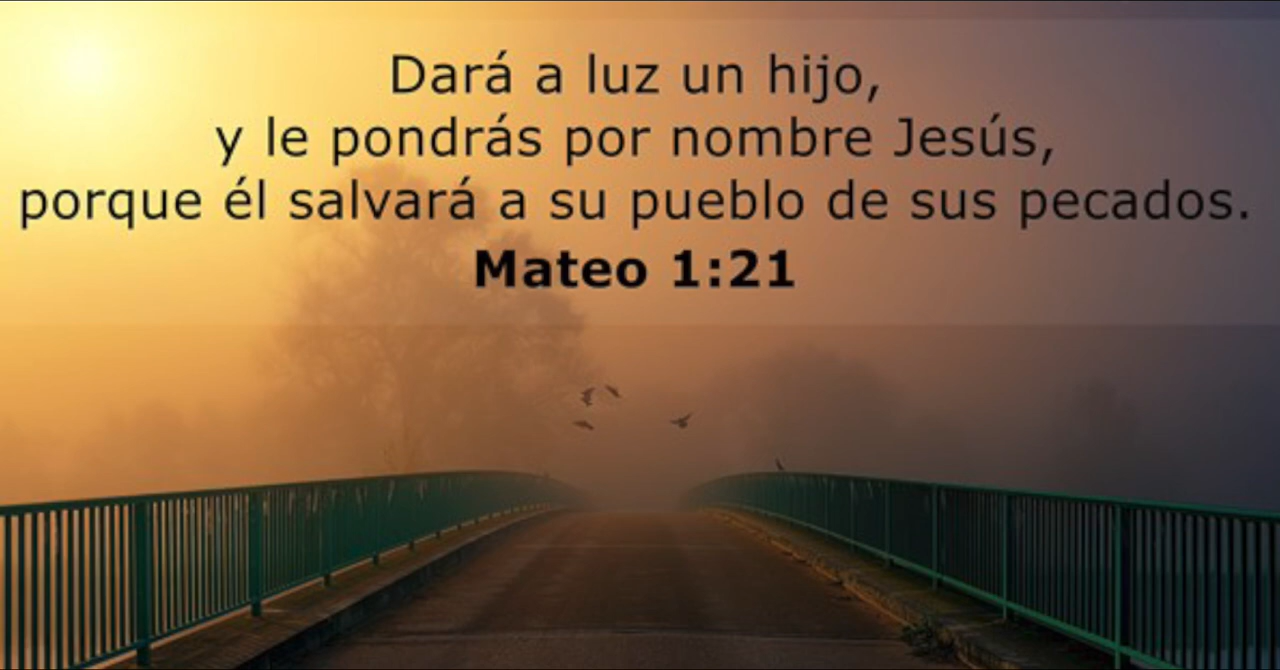 Dará a luz un hijo,
y le pondrás por nombre Jesús,
porque él salvará a su pueblo de sus pecados.
Mateo 1:21